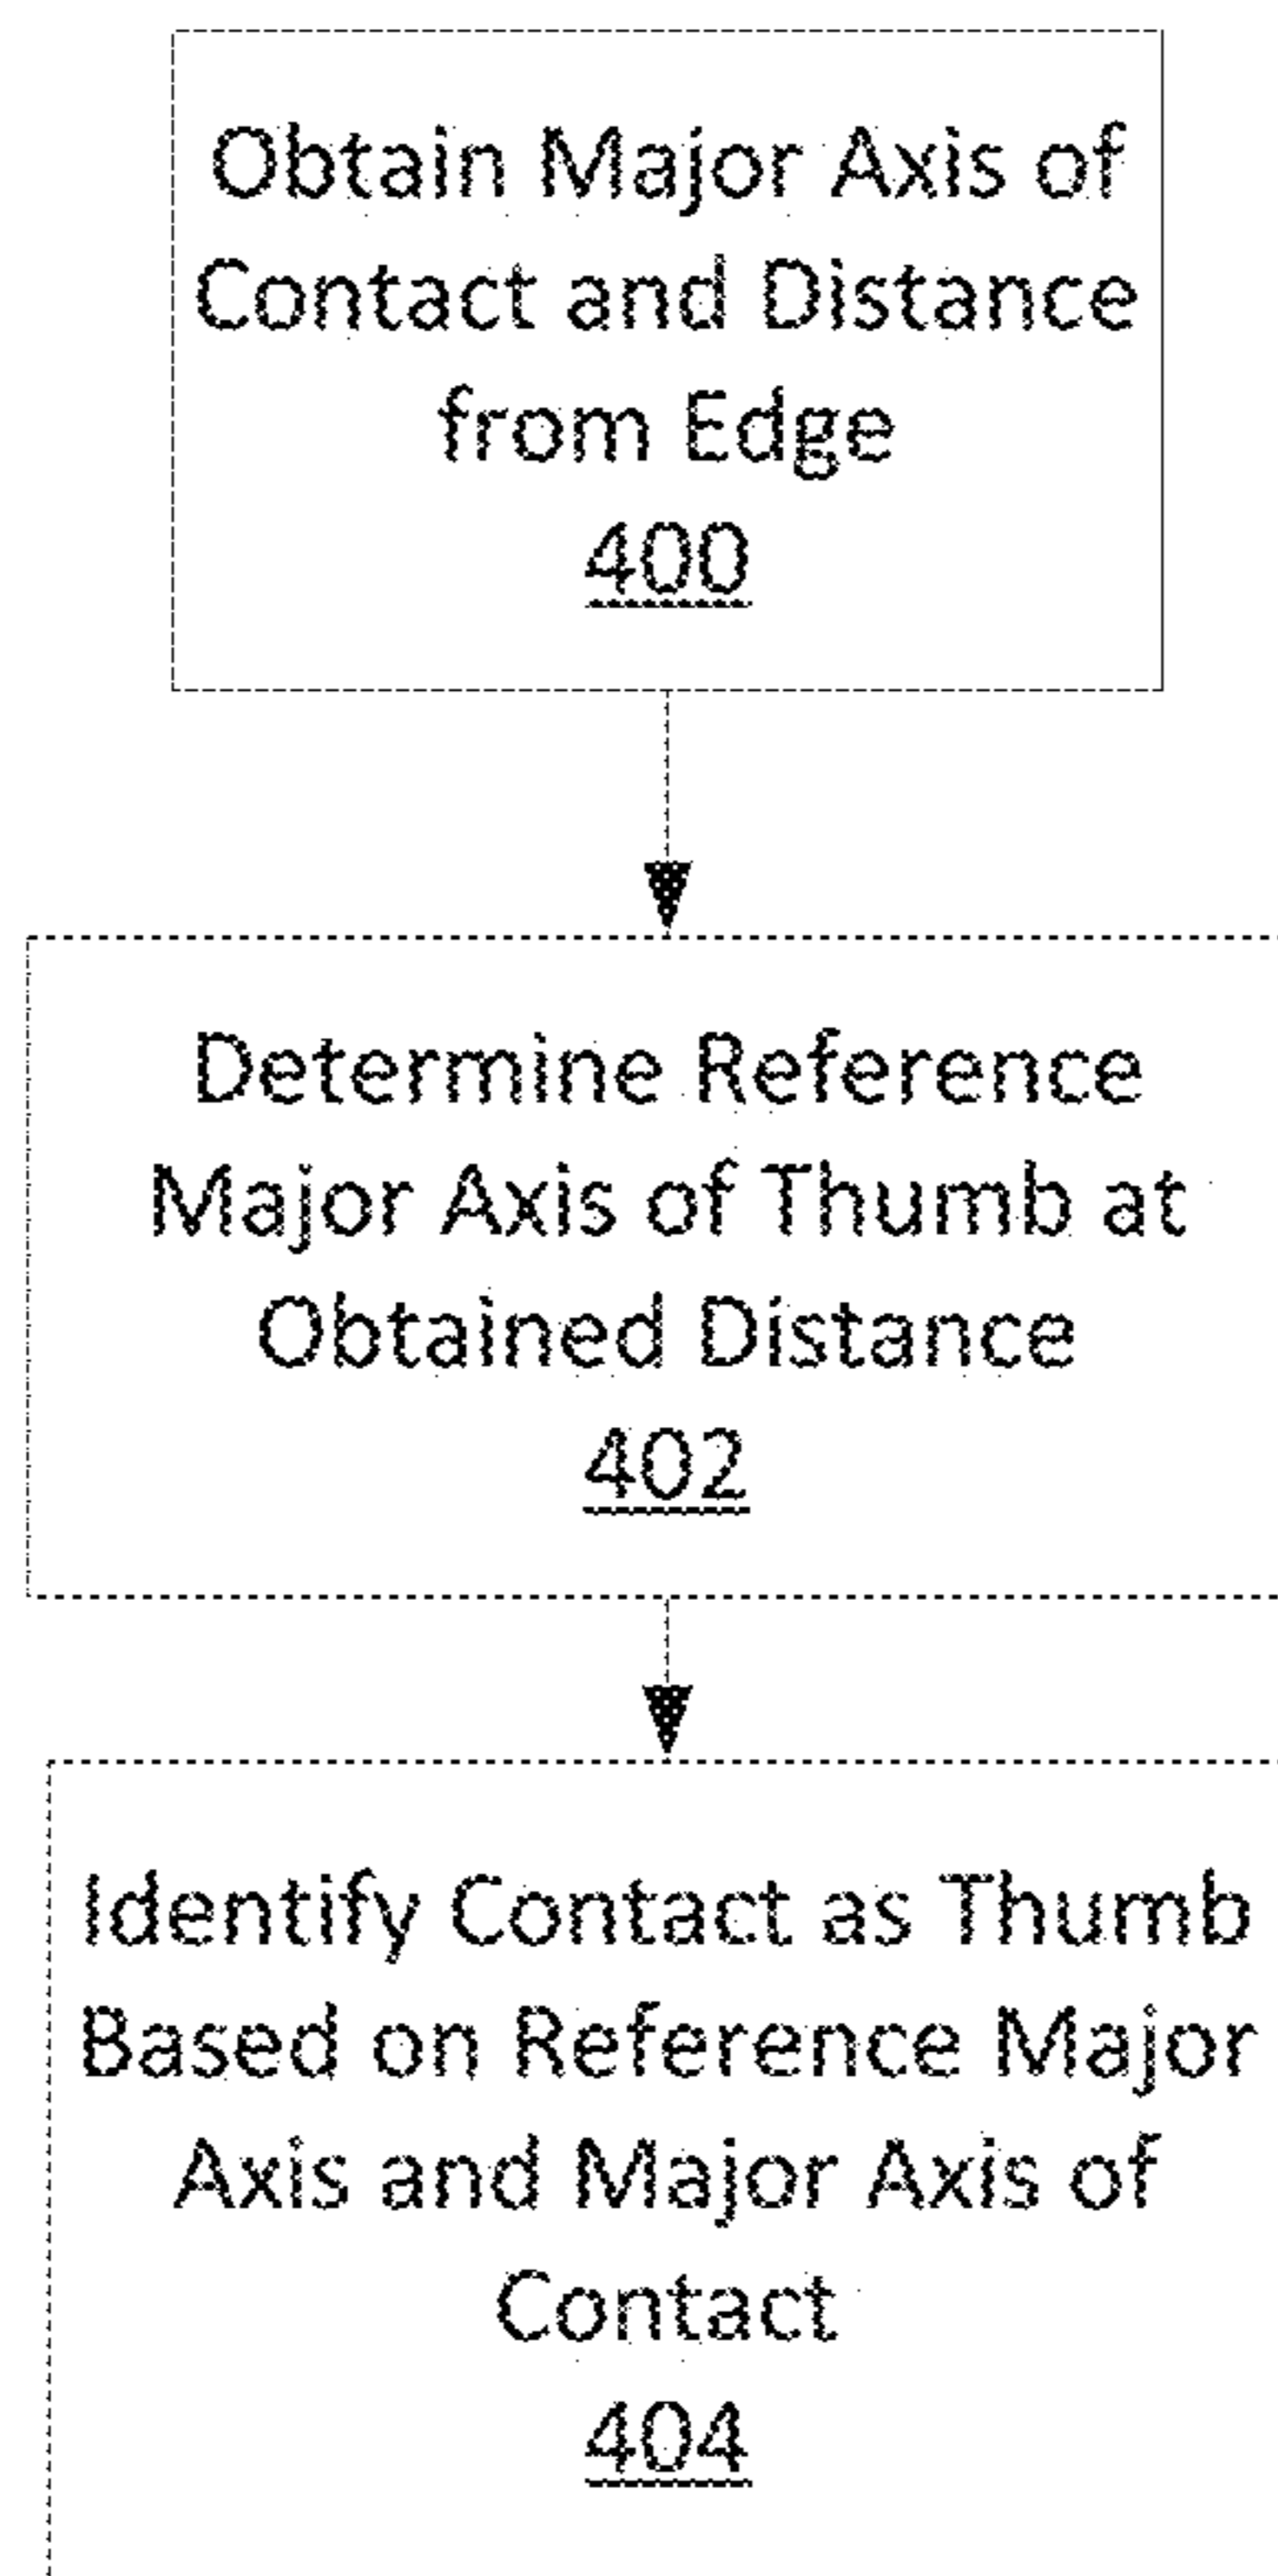 Obtain Major Axis of
Contact and Distance
from Edge
400
Determine Reference
Major Axis of Thumb at
Obtained Distance
402
Identify Contact as Thumb
Based on Reference Major
Axis and Major Axis of
Contact
404